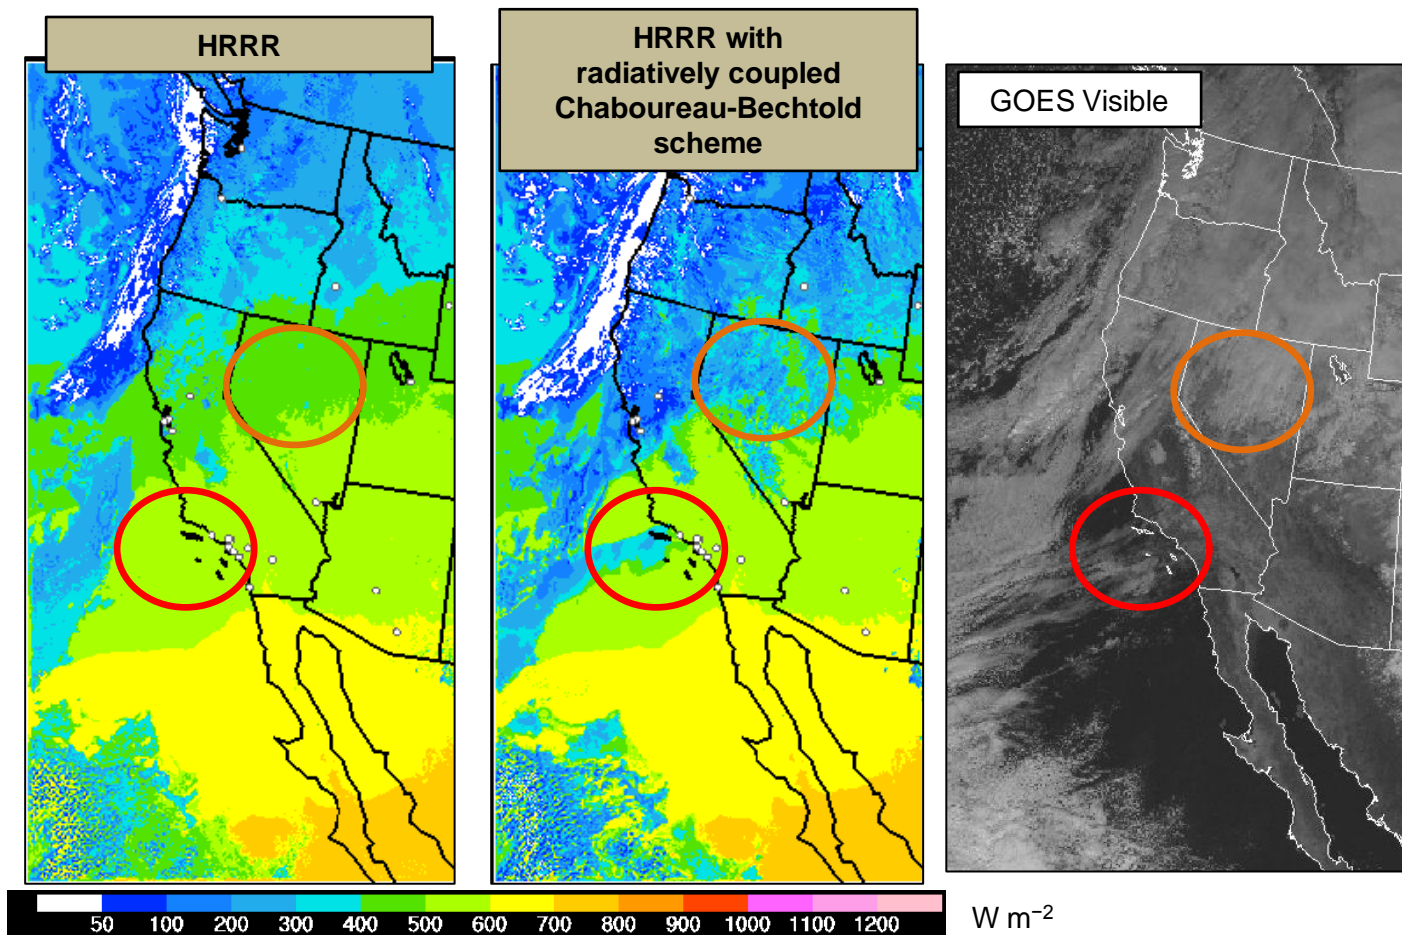 HRRR
HRRR with
radiatively coupled
Chaboureau-Bechtold
scheme
GOES Visible
50 100 200 300 400 500 600 700 800 900 1000 1100 1200
W m⁻²